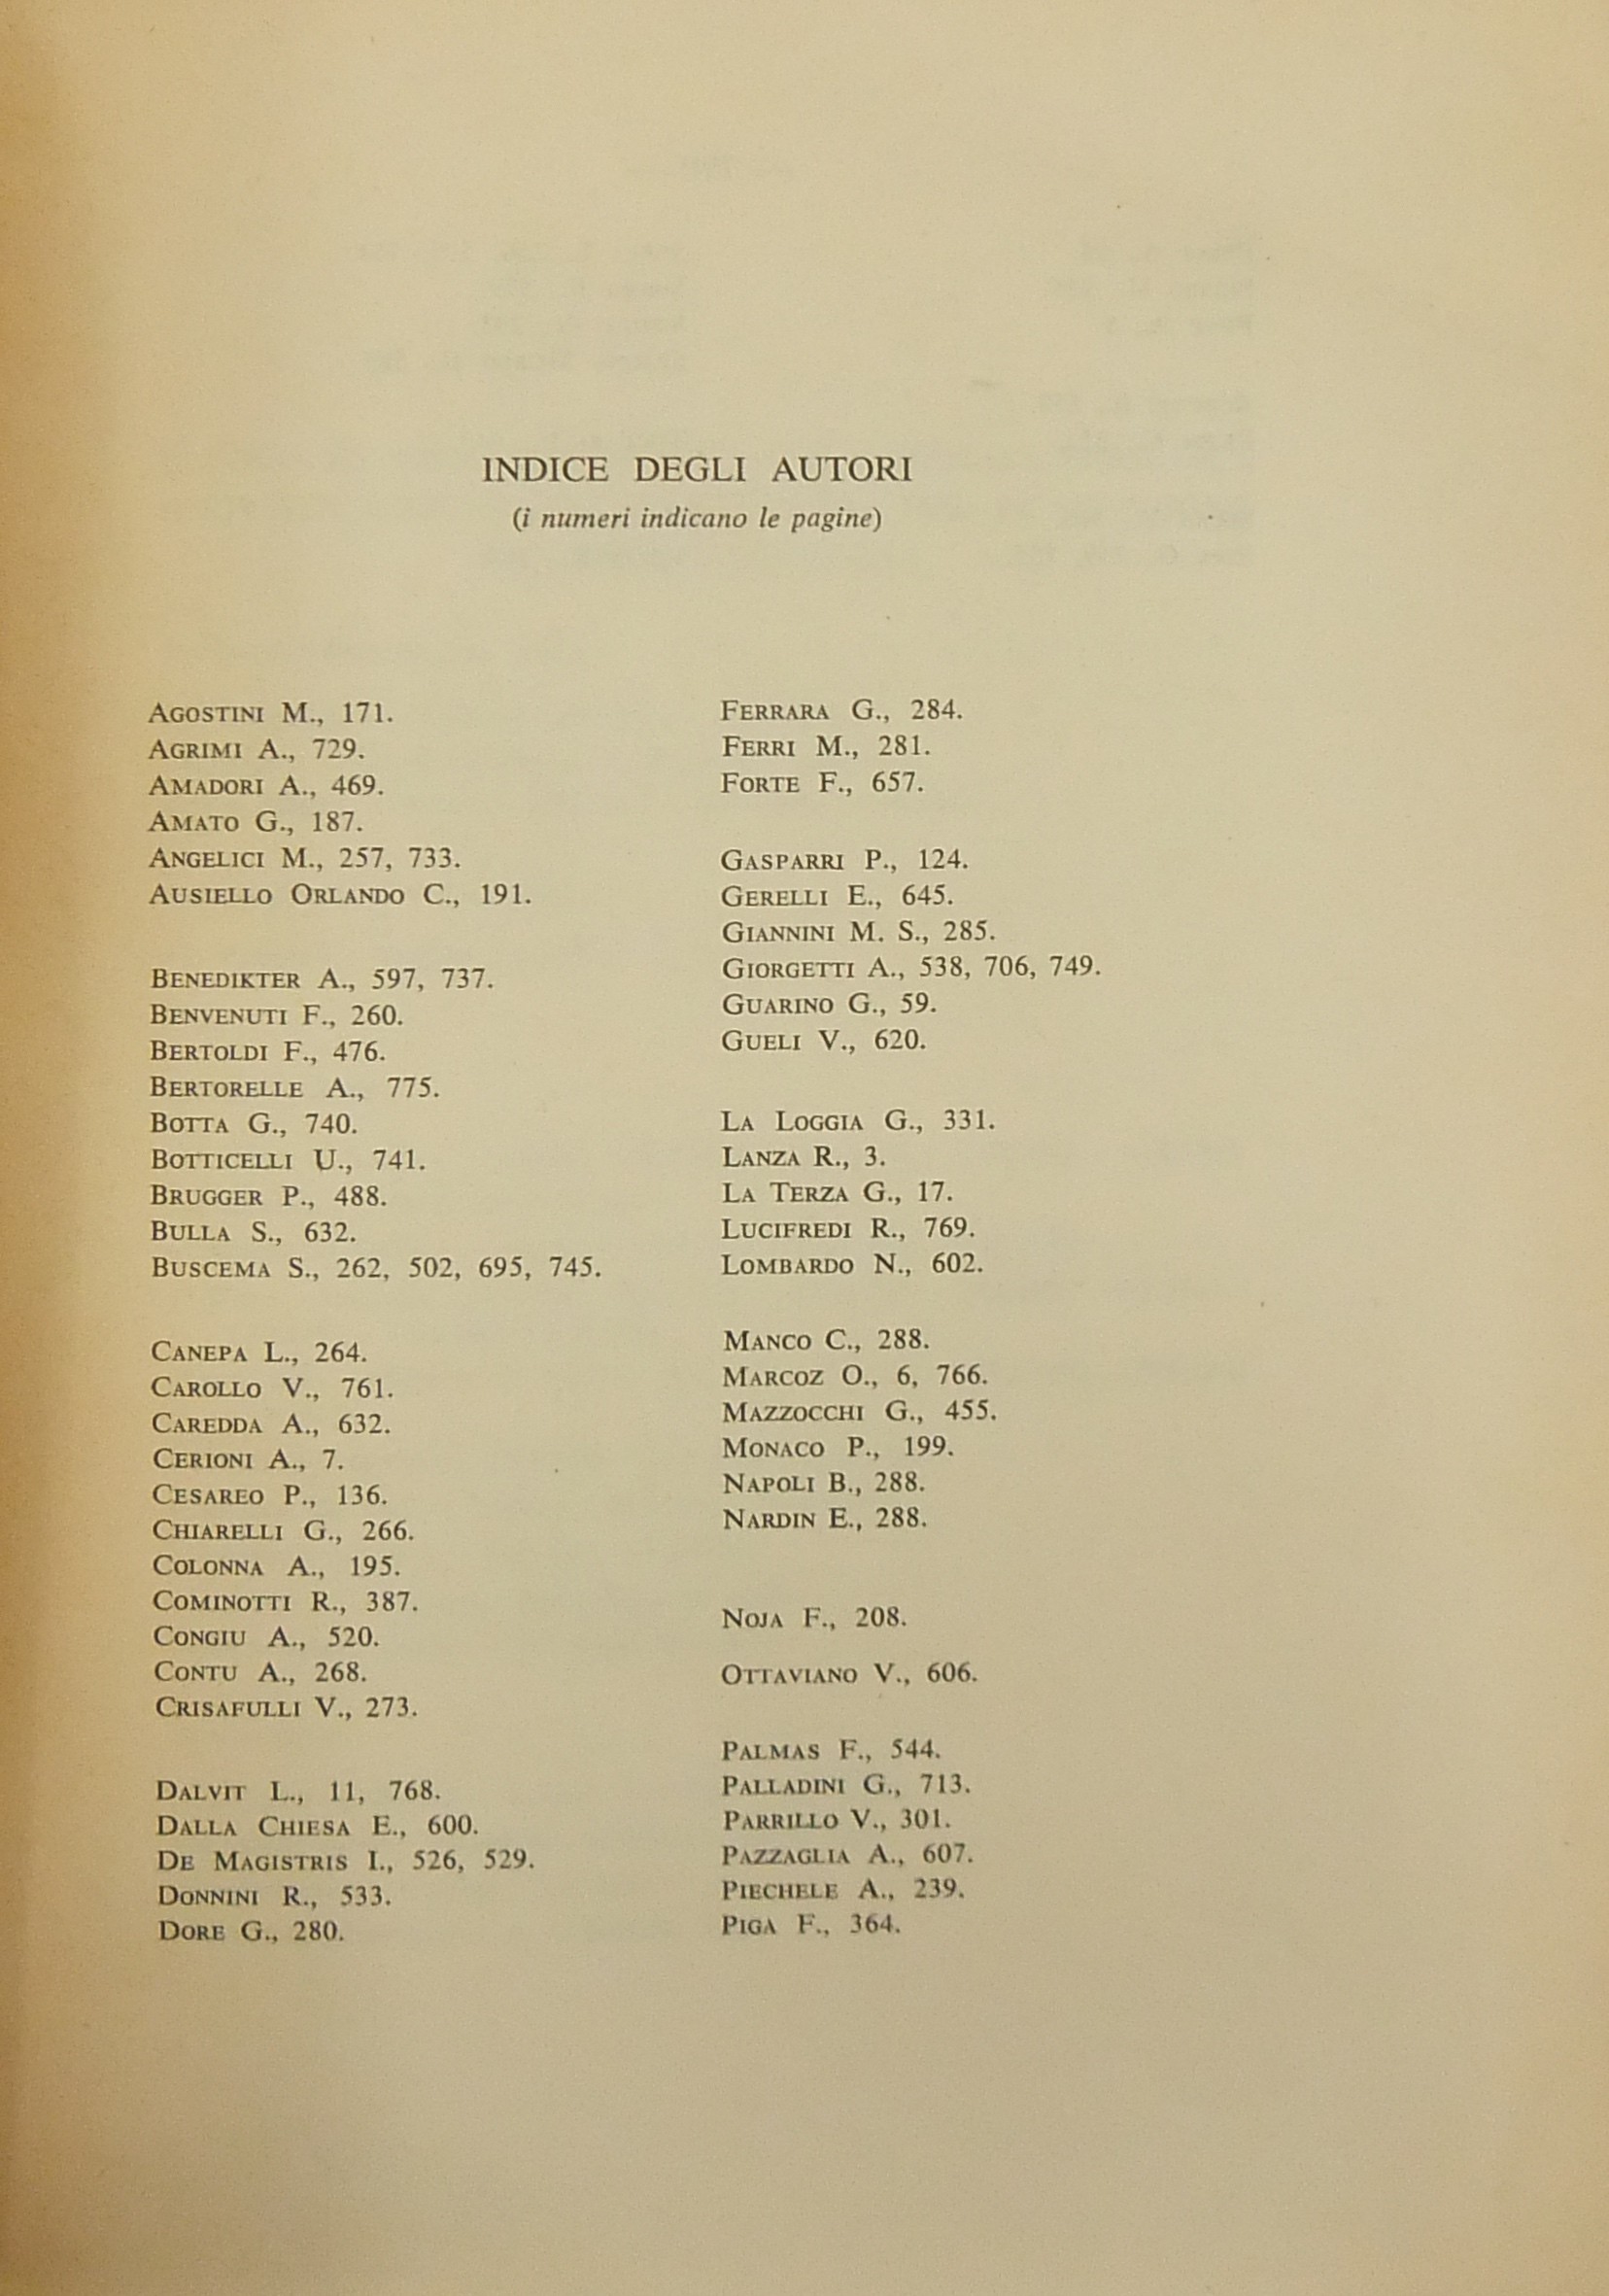 INDICE DEGLI AUTORI
(i numeri indicano le pagine)
AGOSTINI M., 171.
AGRIMI A., 729.
AMADORI A., 469.
AMATO G., 187.
ANGELICI M., 257, 733.
AUSIELLO ORLANDO C., 191.
BENEDIKTER A., 597, 737.
BENVENUTI F., 260.
BERTOLDI F., 476.
BERTORELLE A., 775.
BOTTA G., 740.
BOTTICELLI U., 741.
BRUGGER P., 488.
BULLA S., 632.
BUSCEMA S., 262, 502, 695, 745.
CANEPA L., 264.
CAROLLO V., 761.
CAREDDA A., 632.
CERIONI A., 7.
CESAREO P., 136.
CHIARELLI G., 266.
COLONNA A., 195.
COMINOTTI R., 387.
CONGIU A., 520.
CONTU A., 268.
CRISAFULLI V., 273.
DALVIT L., 11, 768.
DALLA CHIESA E., 600.
DE MAGISTRIS I., 526, 529.
DONNINI R., 533.
DORE G., 280.
FERRARA G., 284.
FERRI M., 281.
FORTE F., 657.
GASPARRI P., 124.
GERELLI E., 645.
GIANNINI M. S., 285.
GIORGETTI A., 538, 706, 749.
GUARINO G., 59.
GUELI V., 620.
LA LOGGIA G., 331.
LANZA R., 3.
LA TERZA G., 17.
LUCIFREDI R., 769.
LOMBARDO N., 602.
MANCO C., 288.
MARCOZ O., 6, 766.
MAZZOCCHI G., 455.
MONACO P., 199.
NAPOLI B., 288.
NARDIN E., 288.
NOJA F., 208.
OTTAVIANO V., 606.
PALMAS F., 544.
PALLADINI G., 713.
PARRILLO V., 301.
PAZZAGLIA A., 607.
PIECHELE A., 239.
PIGA F., 364.